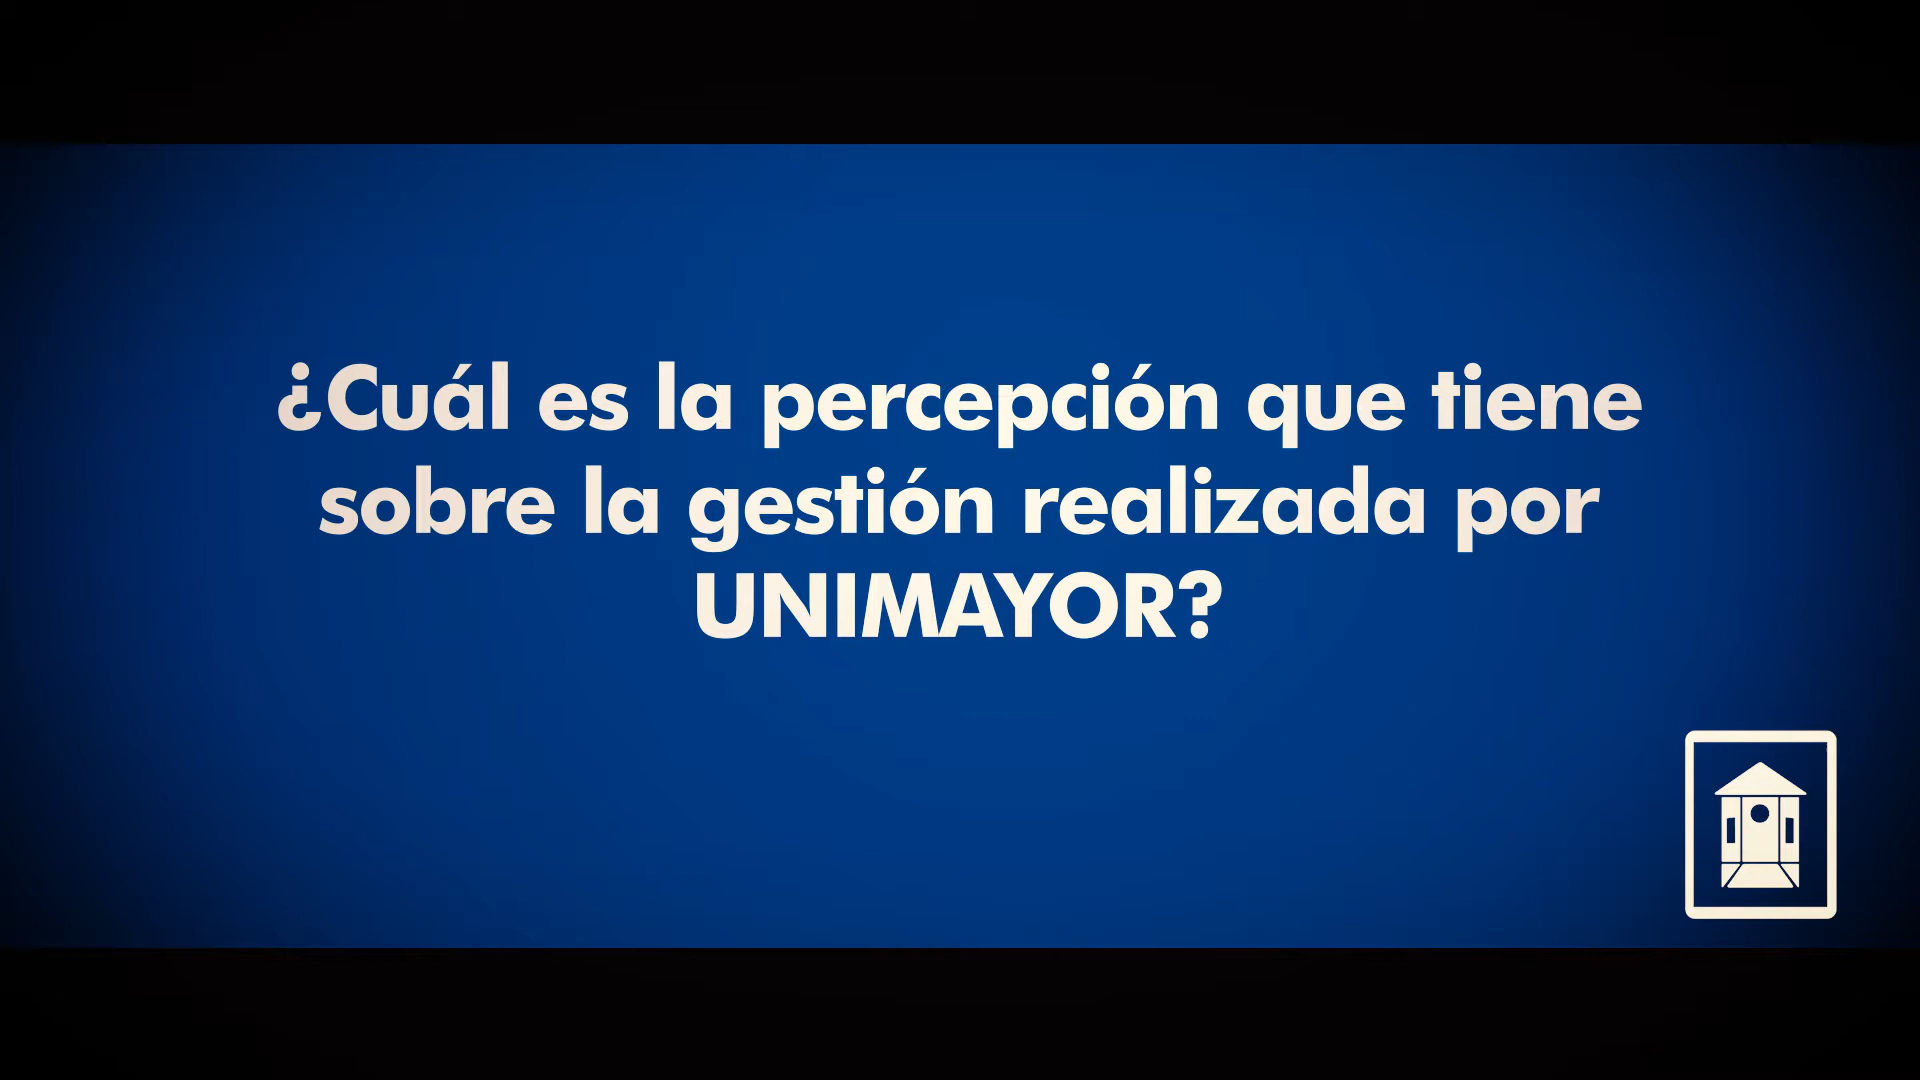 ¿Cuál es la percepción que tiene
sobre la gestión realizada por
UNIMAYOR?